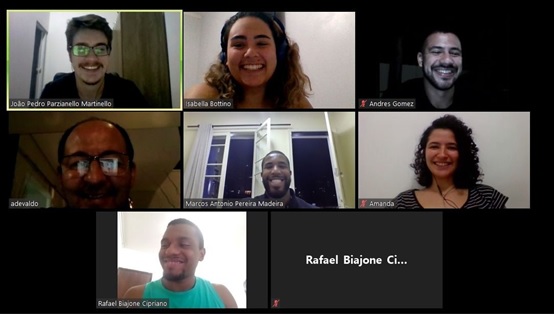 João Pedro Parzianello Martinello
Isabella Bottino
Andres Gomez
adevaldo
Marcos Antonio Pereira Madeira
Amanda
Rafael Biajone Cipriano
Rafael Biajone Ci...